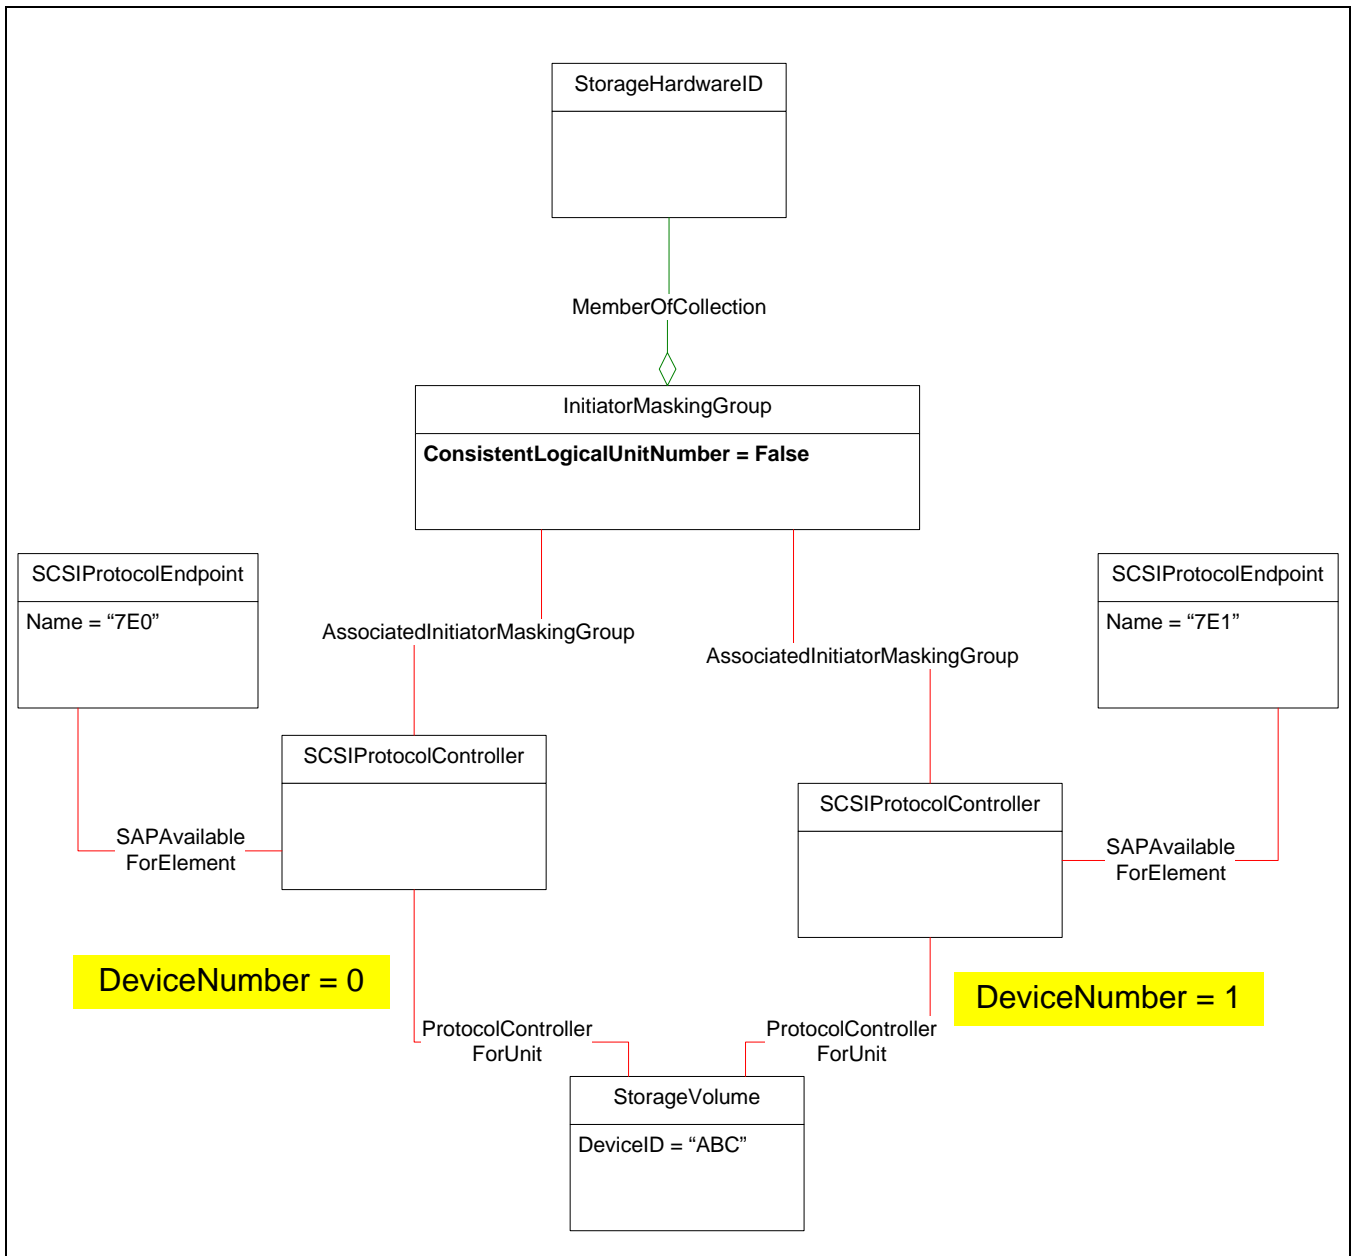 StorageHardwareID
MemberOfCollection
InitiatorMaskingGroup
ConsistentLogicalUnitNumber = False
SCSIProtocolEndpoint
Name = “7E0”
SCSIProtocolEndpoint
Name = “7E1”
AssociatedInitiatorMaskingGroup
AssociatedInitiatorMaskingGroup
SCSIProtocolController
SCSIProtocolController
SAPAvailable
ForElement
SAPAvailable
ForElement
DeviceNumber = 0
DeviceNumber = 1
ProtocolController
ForUnit
ProtocolController
ForUnit
StorageVolume
DeviceID = “ABC”